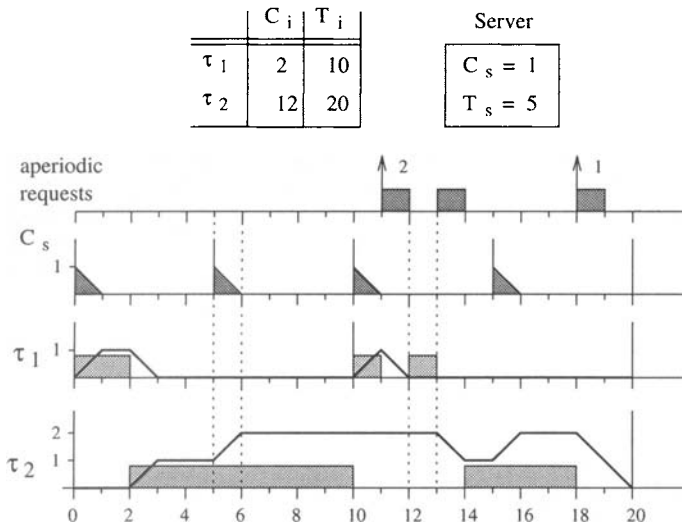 C i T i
τ 1 2 10
τ 2 12 20
Server
C s = 1
T s = 5
aperiodic
requests
2
1
C s
1
τ 1
1
τ 2
2
1
0 2 4 6 8 10 12 14 16 18 20